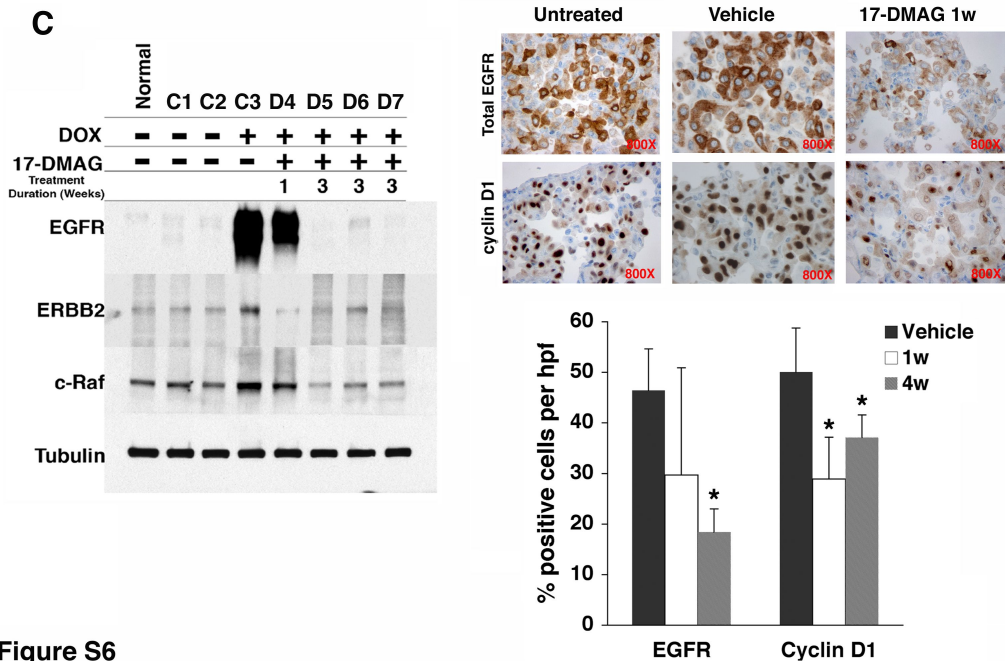 C
Normal C1 C2 C3 D4 D5 D6 D7
DOX - - - + + + + +
17-DMAG - - - - + + + +
Treatment
Duration (Weeks) 1 3 3 3
EGFR
ERBB2
c-Raf
Tubulin
Untreated Vehicle 17-DMAG 1w
Total EGFR
800X 800X 800X
cyclin D1
800X 800X 800X
% positive cells per hpf
60
50
40
30
20
10
0
Vehicle
1w
4w
*
* *
EGFR Cyclin D1
Figure S6